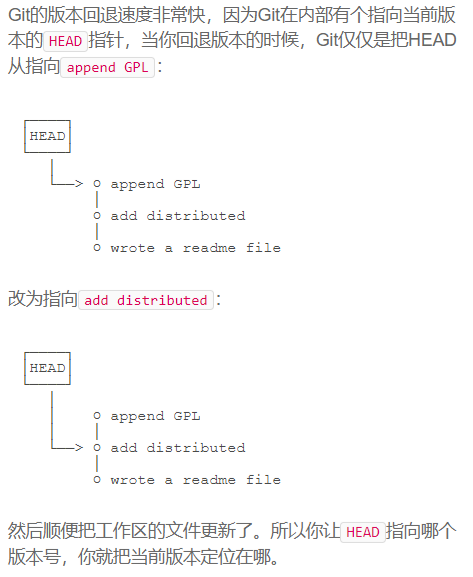 Git的版本回退速度非常快，因为Git在内部有个指向当前版
本的HEAD指针，当你回退版本的时候，Git仅仅是把HEAD
从指向append GPL：
HEAD
append GPL
add distributed
wrote a readme file
改为指向add distributed：
HEAD
append GPL
add distributed
wrote a readme file
然后顺便把工作区的文件更新了。所以你让HEAD指向哪个
版本号，你就把当前版本定位在哪。